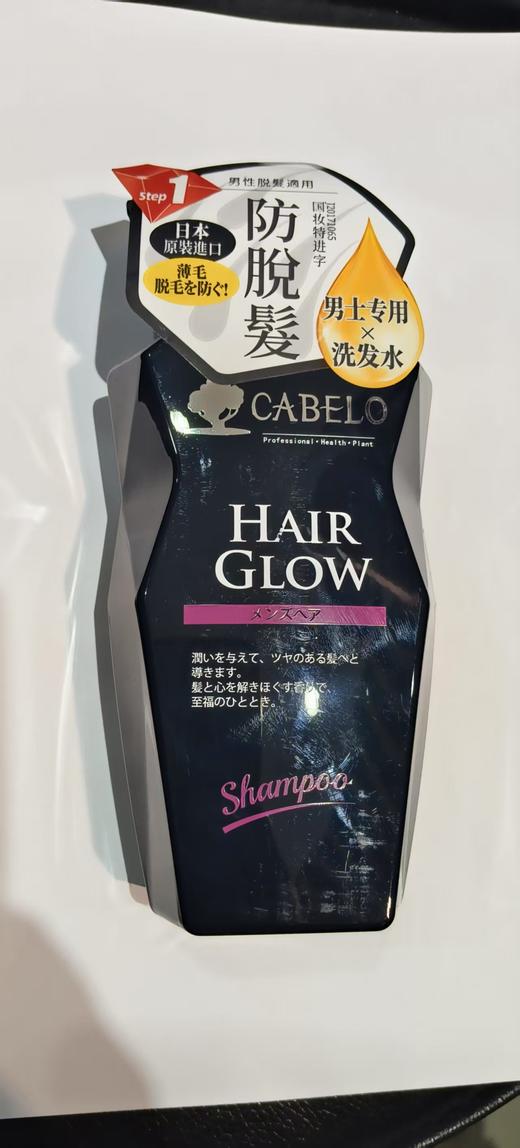 step 1
男性脱髮適用
日本
原裝進口
薄毛
脱毛を防ぐ!
防脱髮
国妆特进字
J20171065
男士专用
×
洗发水
CABELO
Professional・Health・Plant
HAIR
GLOW
メンズヘア
潤いを与えて、ツヤのある髪へと
導きます。
髪と心を解きほぐす香りで、
至福のひととき。
Shampoo